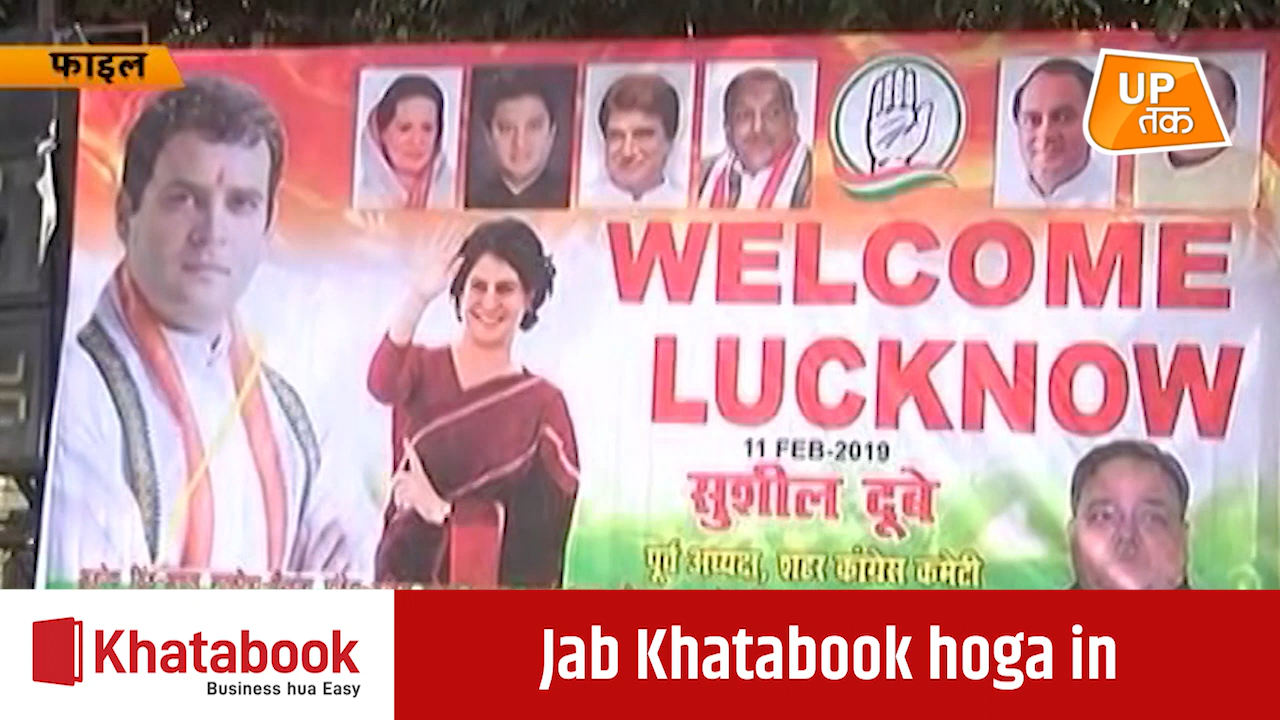 फाइल
UP
तक
WELCOME
LUCKNOW
11 FEB-2019
सुशील दूबे
पूर्व अध्यक्ष, शहर कांग्रेस कमेटी
Khatabook
Business hua Easy
Jab Khatabook hoga in